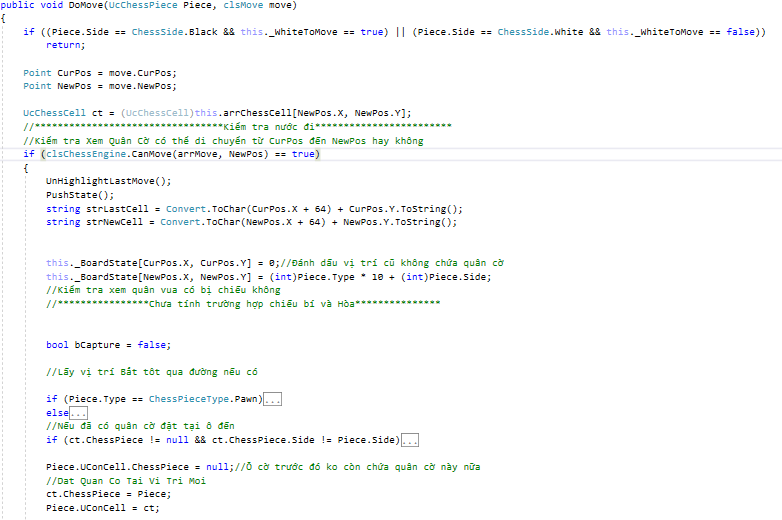 public void DoMove(UcChessPiece Piece, clsMove move)
{
if ((Piece.Side == ChessSide.Black && this._WhiteToMove == true) || (Piece.Side == ChessSide.White && this._WhiteToMove == false))
return;
Point CurPos = move.CurPos;
Point NewPos = move.NewPos;
UcChessCell ct = (UcChessCell)this.arrChessCell[NewPos.X, NewPos.Y];
//*********************************Kiểm tra nước đi************************
//Kiểm tra Xem Quân Cờ có thể di chuyển từ CurPos đến NewPos hay không
if (clsChessEngine.CanMove(arrMove, NewPos) == true)
{
UnHighlightLastMove();
PushState();
string strLastCell = Convert.ToChar(CurPos.X + 64) + CurPos.Y.ToString();
string strNewCell = Convert.ToChar(NewPos.X + 64) + NewPos.Y.ToString();
this._BoardState[CurPos.X, CurPos.Y] = 0;//Đánh dấu vị trí cũ không chứa quân cờ
this._BoardState[NewPos.X, NewPos.Y] = (int)Piece.Type * 10 + (int)Piece.Side;
//Kiểm tra xem quân vua có bị chiếu không
//****************Chưa tính trường hợp chiếu bí và Hòa***************
bool bCapture = false;
//Lấy vị trí Bắt tôt qua đường nếu có
if (Piece.Type == ChessPieceType.Pawn)...
else...
//Nếu đã có quân cờ đặt tại ô đến
if (ct.ChessPiece != null && ct.ChessPiece.Side != Piece.Side)...
Piece.UConCell.ChessPiece = null;//Ô cờ trước đó ko còn chứa quân cờ này nữa
//Dat Quan Co Tai Vi Tri Moi
ct.ChessPiece = Piece;
Piece.UConCell = ct;